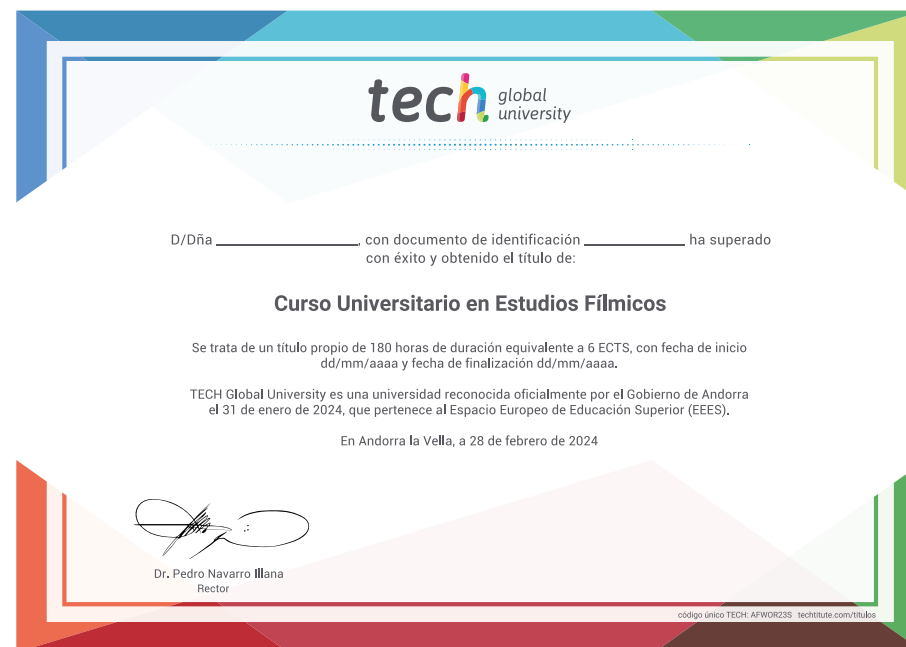 tech global university
D/Dña ____________________, con documento de identificación ______________ ha superado
con éxito y obtenido el título de:
Curso Universitario en Estudios Fílmicos
Se trata de un título propio de 180 horas de duración equivalente a 6 ECTS, con fecha de inicio
dd/mm/aaaa y fecha de finalización dd/mm/aaaa.
TECH Global University es una universidad reconocida oficialmente por el Gobierno de Andorra
el 31 de enero de 2024, que pertenece al Espacio Europeo de Educación Superior (EEES).
En Andorra la Vella, a 28 de febrero de 2024
Dr. Pedro Navarro Illana
Rector
código único TECH: AFWOR23S techtitute.com/titulos